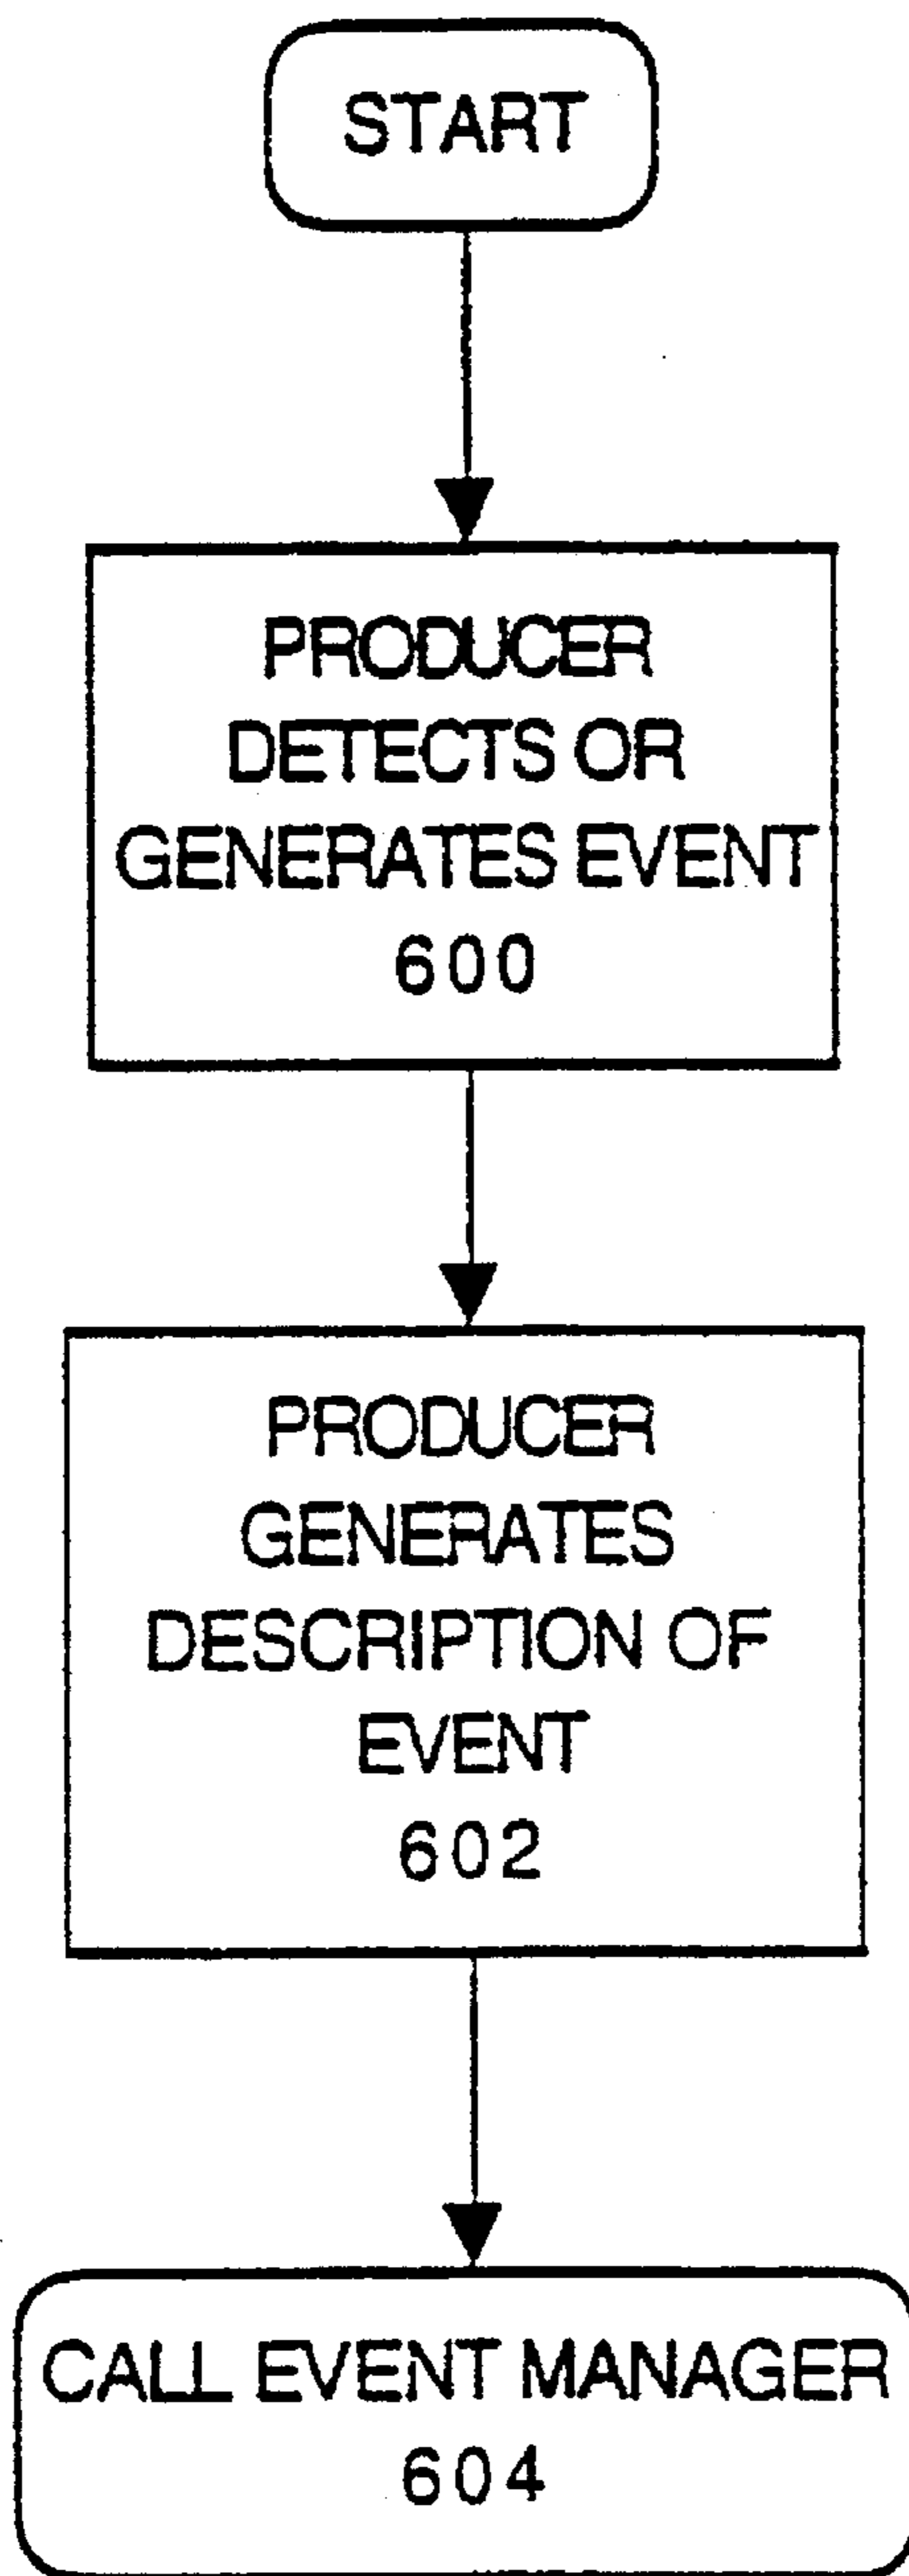 START
PRODUCER
DETECTS OR
GENERATES EVENT
600
PRODUCER
GENERATES
DESCRIPTION OF
EVENT
602
CALL EVENT MANAGER
604